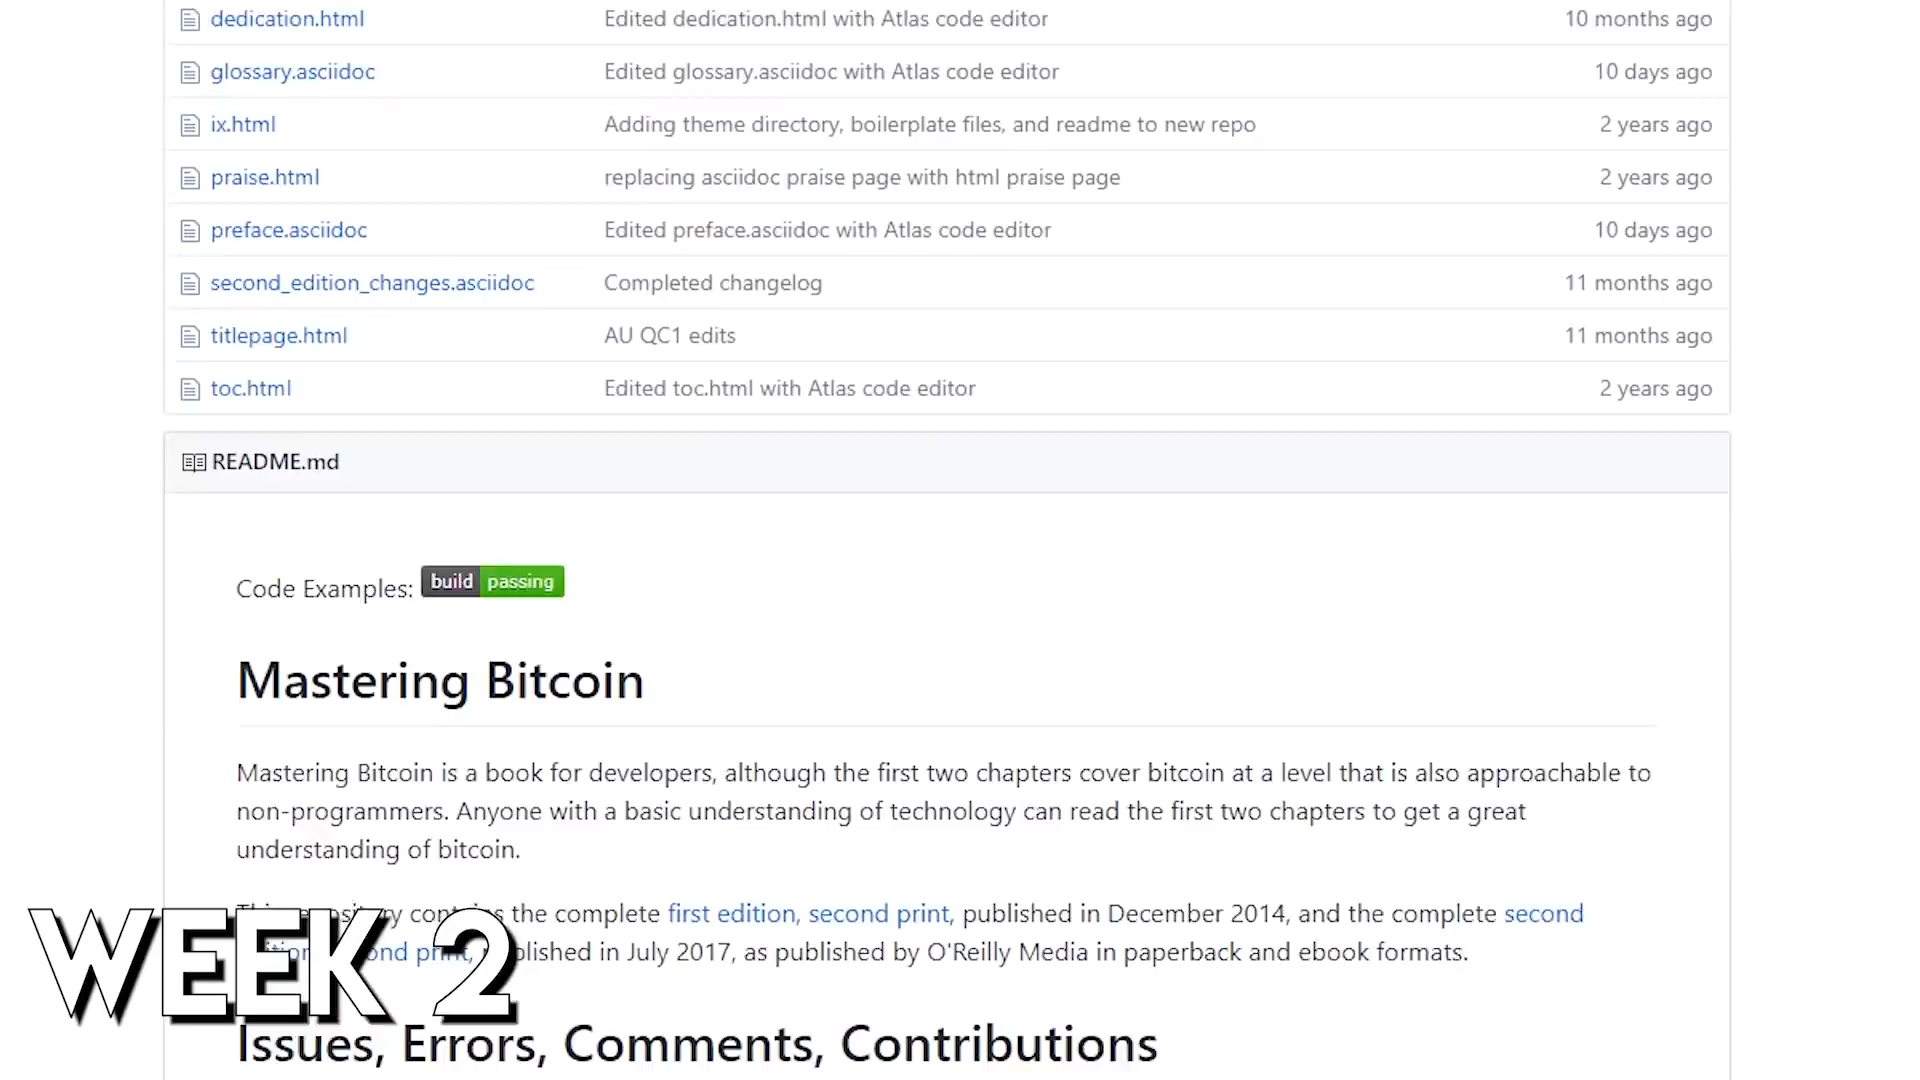 dedication.html Edited dedication.html with Atlas code editor 10 months ago
glossary.asciidoc Edited glossary.asciidoc with Atlas code editor 10 days ago
ix.html Adding theme directory, boilerplate files, and readme to new repo 2 years ago
praise.html replacing asciidoc praise page with html praise page 2 years ago
preface.asciidoc Edited preface.asciidoc with Atlas code editor 10 days ago
second_edition_changes.asciidoc Completed changelog 11 months ago
titlepage.html AU QC1 edits 11 months ago
toc.html Edited toc.html with Atlas code editor 2 years ago
README.md
Code Examples: build passing
Mastering Bitcoin
Mastering Bitcoin is a book for developers, although the first two chapters cover bitcoin at a level that is also approachable to
non-programmers. Anyone with a basic understanding of technology can read the first two chapters to get a great
understanding of bitcoin.
This repository contains the complete first edition, second print, published in December 2014, and the complete second
edition, second print, published in July 2017, as published by O'Reilly Media in paperback and ebook formats.
WEEK 2
Issues, Errors, Comments, Contributions